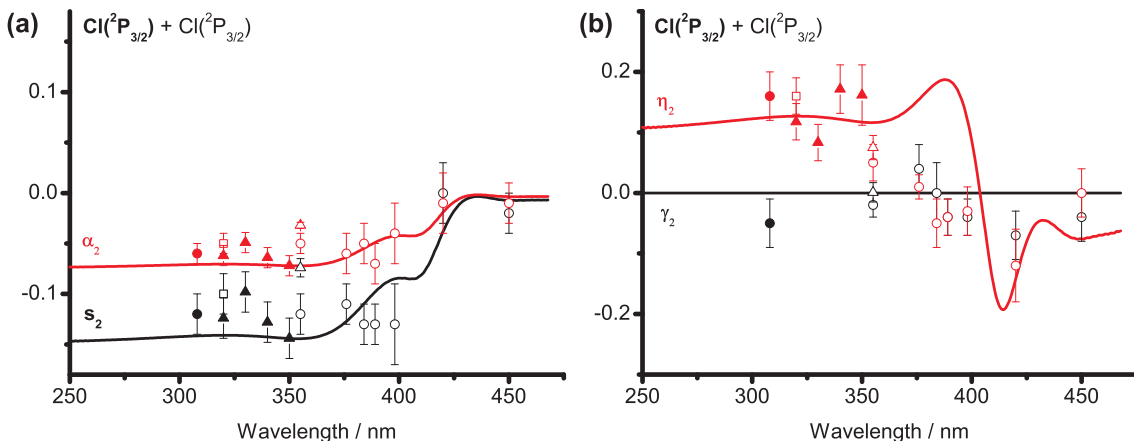 (a)
Cl(²P₃/₂) + Cl(²P₃/₂)
0.1
0.0
-0.1
α₂
s₂
250 300 350 400 450
Wavelength / nm
(b)
Cl(²P₃/₂) + Cl(²P₃/₂)
0.2
0.0
-0.2
η₂
γ₂
250 300 350 400 450
Wavelength / nm